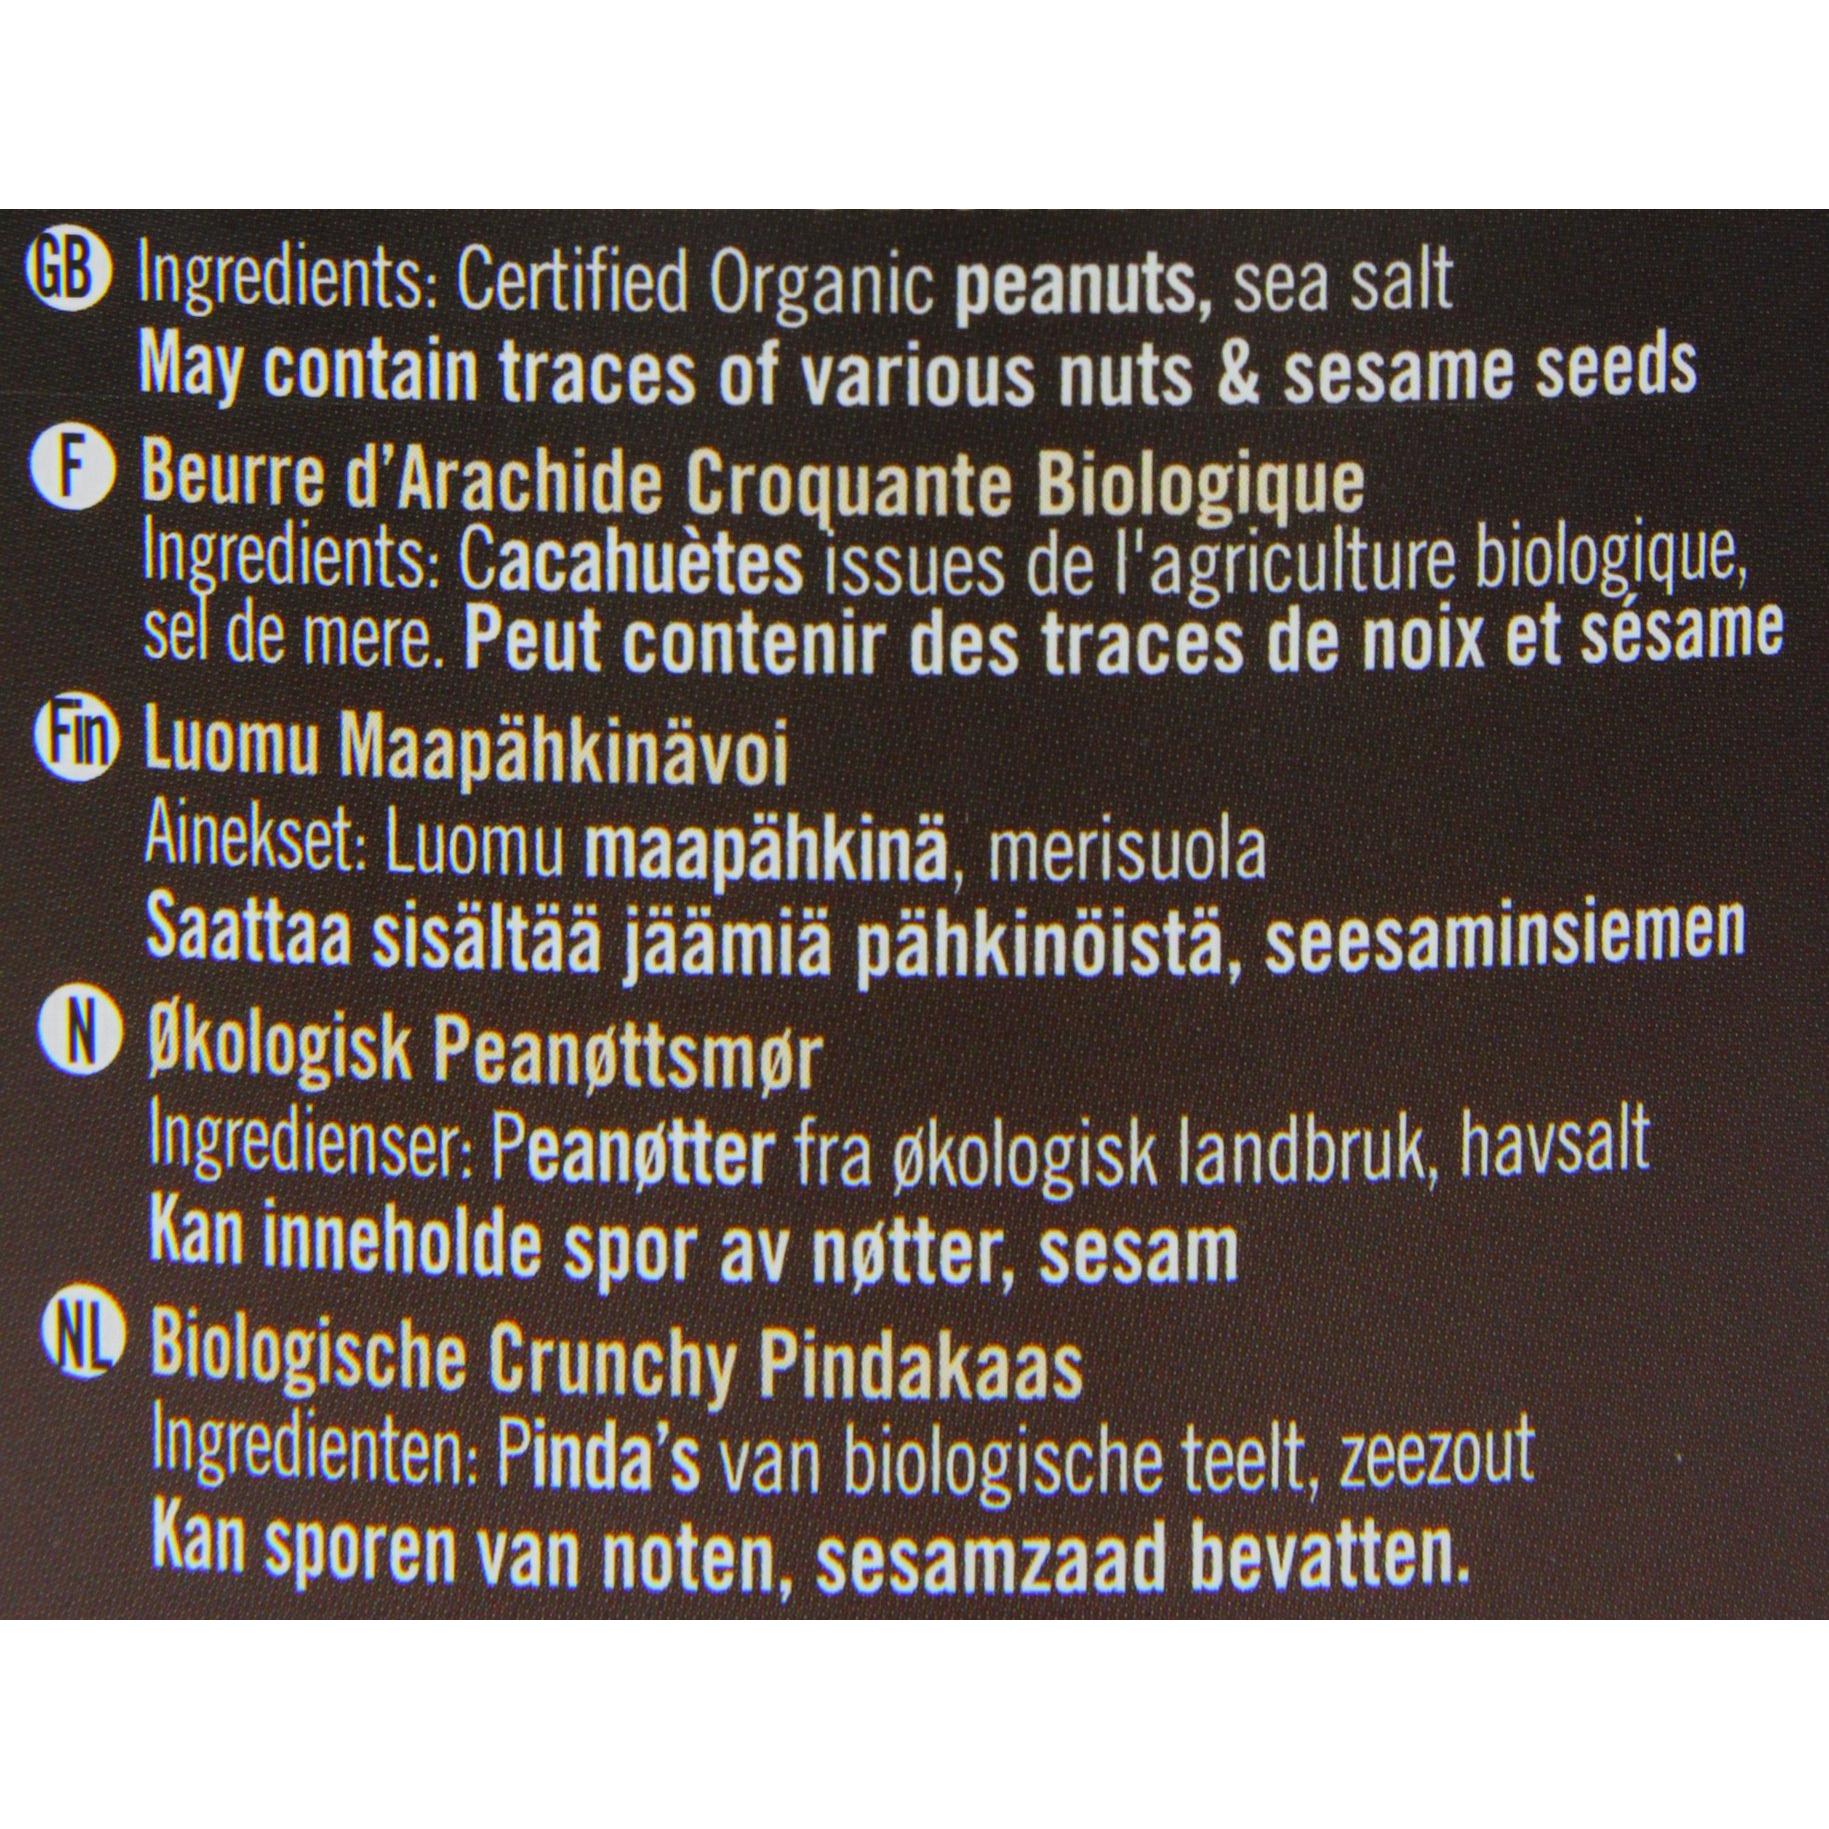 GB Ingredients: Certified Organic peanuts, sea salt
May contain traces of various nuts & sesame seeds
F Beurre d’Arachide Croquante Biologique
Ingredients: Cacahuètes issues de l'agriculture biologique,
sel de mere. Peut contenir des traces de noix et sésame
Fin Luomu Maapähkinävoi
Ainekset: Luomu maapähkinä, merisuola
Saattaa sisältää jäämiä pähkinöistä, seesaminsiemen
N Økologisk Peanøttsmør
Ingredienser: Peanøtter fra økologisk landbruk, havsalt
Kan inneholde spor av nøtter, sesam
NL Biologische Crunchy Pindakaas
Ingredienten: Pinda’s van biologische teelt, zeezout
Kan sporen van noten, sesamzaad bevatten.